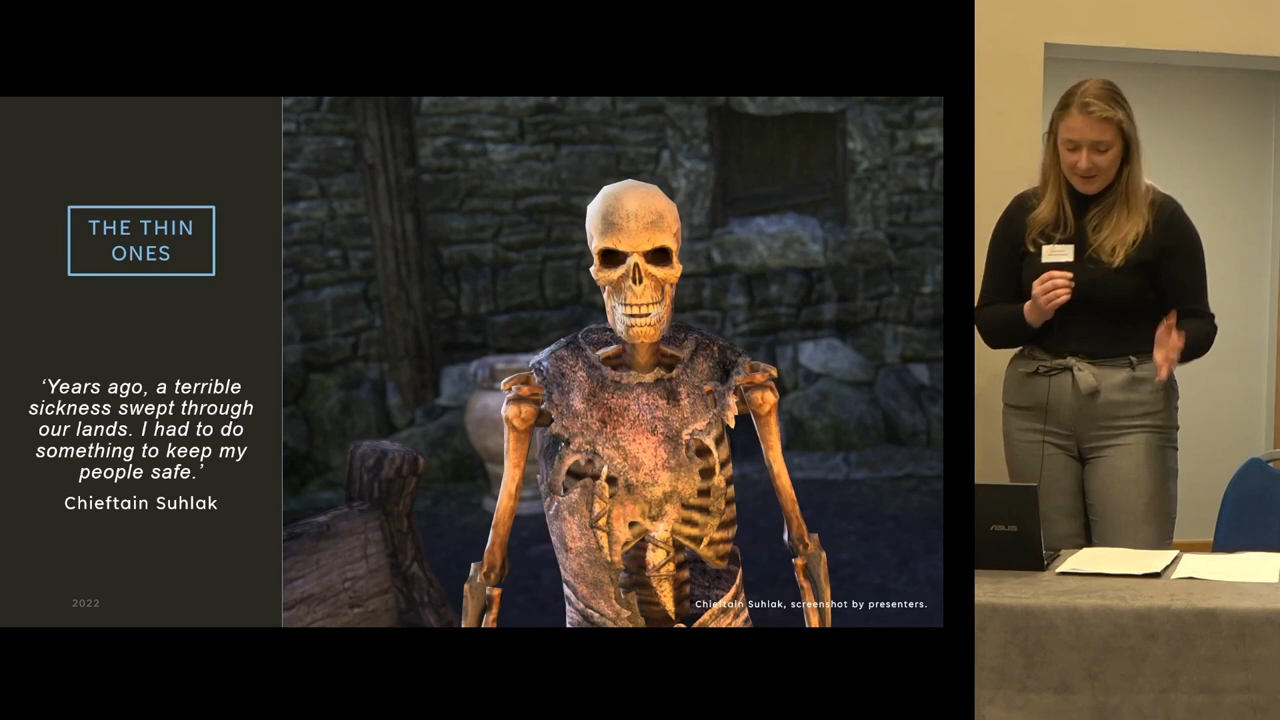 THE THIN
ONES
‘Years ago, a terrible
sickness swept through
our lands. I had to do
something to keep my
people safe.’
Chieftain Suhlak
2022
Chieftain Suhlak, screenshot by presenters.
ASUS